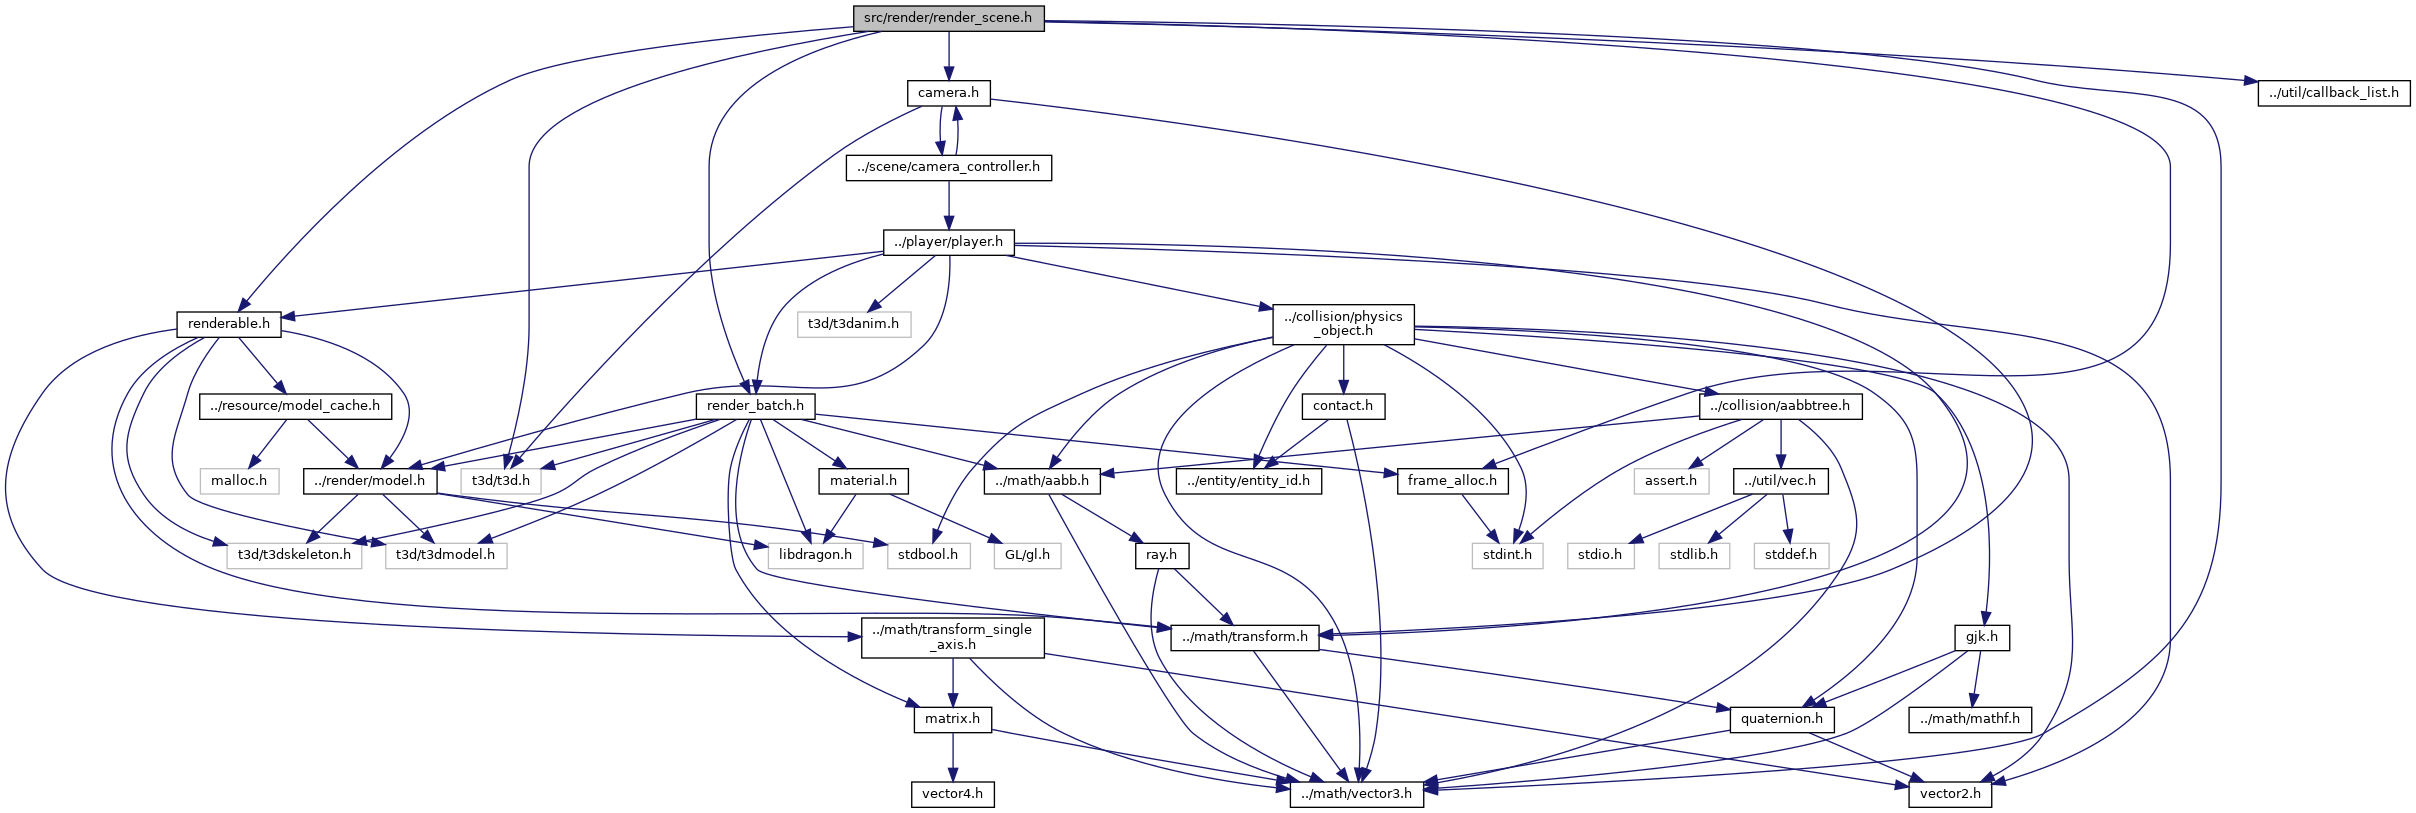 src/render/render_scene.h
camera.h
../util/callback_list.h
../scene/camera_controller.h
../player/player.h
renderable.h
t3d/t3danim.h
../collision/physics
_object.h
../resource/model_cache.h
render_batch.h
contact.h
../collision/aabbtree.h
malloc.h
../render/model.h
t3d/t3d.h
material.h
../math/aabb.h
../entity/entity_id.h
frame_alloc.h
assert.h
../util/vec.h
t3d/t3dskeleton.h
t3d/t3dmodel.h
libdragon.h
stdbool.h
GL/gl.h
ray.h
stdint.h
stdio.h
stdlib.h
stddef.h
../math/transform_single
_axis.h
../math/transform.h
gjk.h
matrix.h
quaternion.h
../math/mathf.h
vector4.h
../math/vector3.h
vector2.h